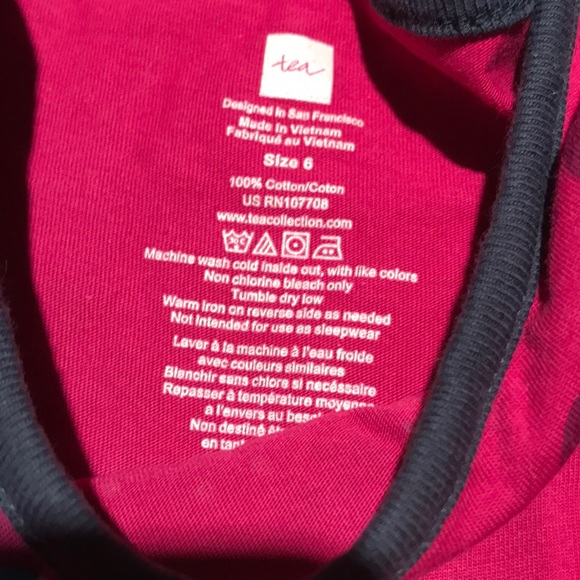 tea
Designed in San Francisco
Made in Vietnam
Fabriqué au Vietnam
Size 6
100% Cotton/Coton
US RN107708
www.teacollection.com
Machine wash cold inside out, with like colors
Non chlorine bleach only
Tumble dry low
Warm iron on reverse side as needed
Not intended for use as sleepwear
Laver à la machine à l'eau froide
avec couleurs similaires
Blanchir sans chlore si nécéssaire
Repasser à température moyenne
a l'envers au
Non destiné
en